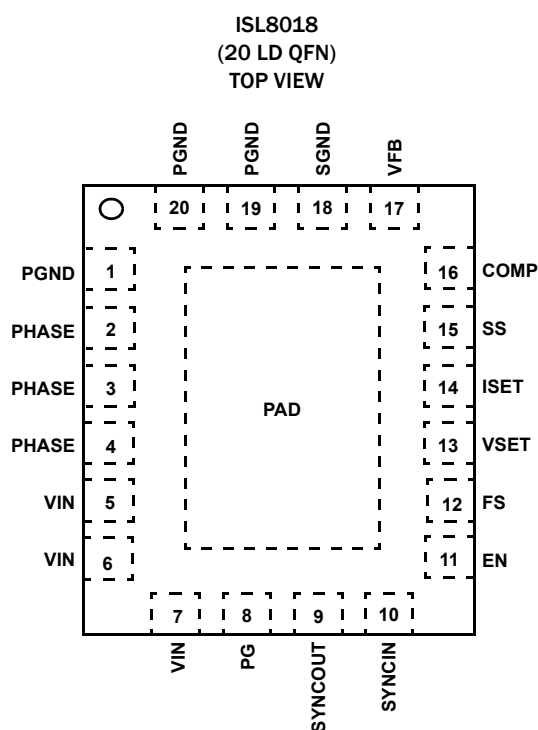 ISL8018
(20 LD QFN)
TOP VIEW
PGND
PGND
SGND
VFB
20
19
18
17
PGND
1
16
COMP
PHASE
2
15
SS
PHASE
3
14
ISET
PAD
PHASE
4
13
VSET
VIN
5
12
FS
VIN
6
11
EN
7
8
9
10
VIN
PG
SYNCOUT
SYNCIN